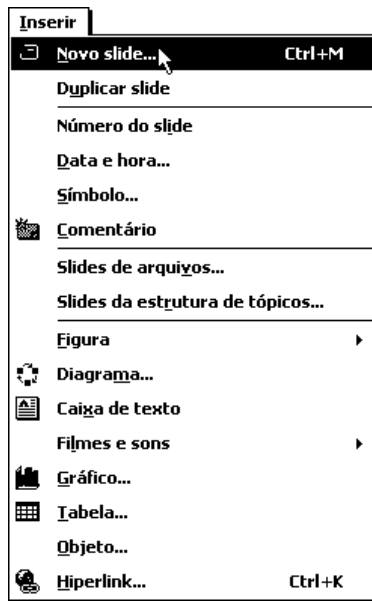 Inserir
Novo slide... Ctrl+M
Duplicar slide
Número do slide
Data e hora...
Símbolo...
Comentário
Slides de arquivos...
Slides da estrutura de tópicos...
Figura
Diagrama...
Caixa de texto
Filmes e sons
Gráfico...
Tabela...
Objeto...
Hiperlink... Ctrl+K